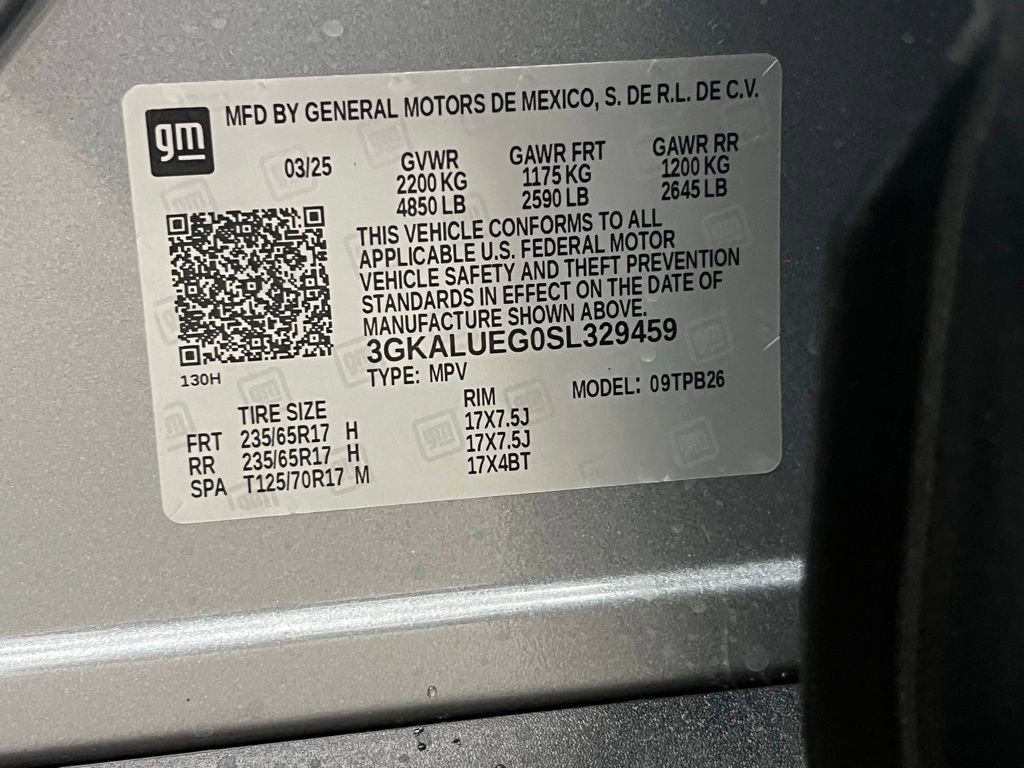 gm
MFD BY GENERAL MOTORS DE MEXICO, S. DE R.L. DE C.V.
03/25 GVWR GAWR FRT GAWR RR
2200 KG 1175 KG 1200 KG
4850 LB 2590 LB 2645 LB
THIS VEHICLE CONFORMS TO ALL
APPLICABLE U.S. FEDERAL MOTOR
VEHICLE SAFETY AND THEFT PREVENTION
STANDARDS IN EFFECT ON THE DATE OF
MANUFACTURE SHOWN ABOVE.
3GKALUEG0SL329459
130H
TYPE: MPV MODEL: 09TPB26
TIRE SIZE RIM
FRT 235/65R17 H 17X7.5J
RR 235/65R17 H 17X7.5J
SPA T125/70R17 M 17X4BT